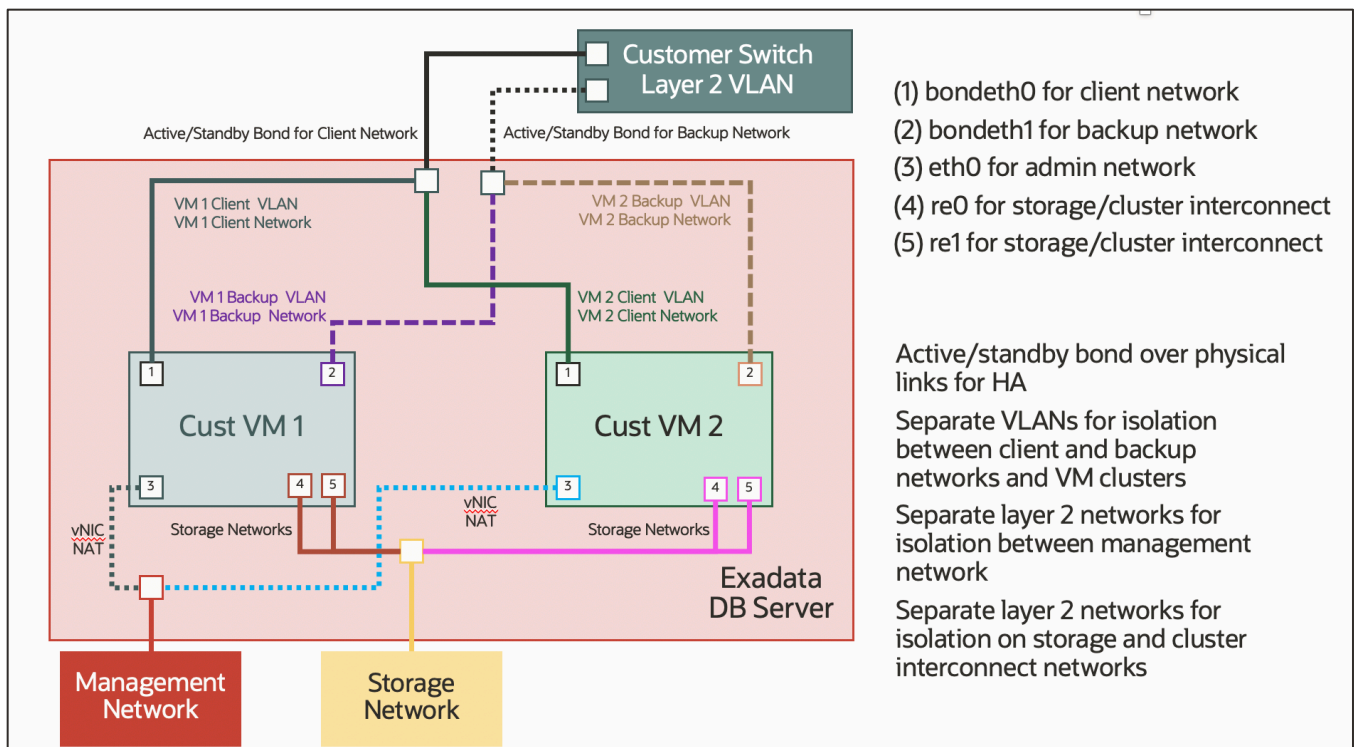 Customer Switch
Layer 2 VLAN
Active/Standby Bond for Client Network
Active/Standby Bond for Backup Network
VM 1 Client VLAN
VM 1 Client Network
VM 2 Backup VLAN
VM 2 Backup Network
VM 1 Backup VLAN
VM 1 Backup Network
VM 2 Client VLAN
VM 2 Client Network
1
2
Cust VM 1
3
4
5
1
2
Cust VM 2
3
4
5
vNIC
NAT
Storage Networks
vNIC
NAT
Storage Networks
Exadata
DB Server
Management
Network
Storage
Network
(1) bondeth0 for client network
(2) bondeth1 for backup network
(3) eth0 for admin network
(4) re0 for storage/cluster interconnect
(5) re1 for storage/cluster interconnect
Active/standby bond over physical
links for HA
Separate VLANs for isolation
between client and backup
networks and VM clusters
Separate layer 2 networks for
isolation between management
network
Separate layer 2 networks for
isolation on storage and cluster
interconnect networks